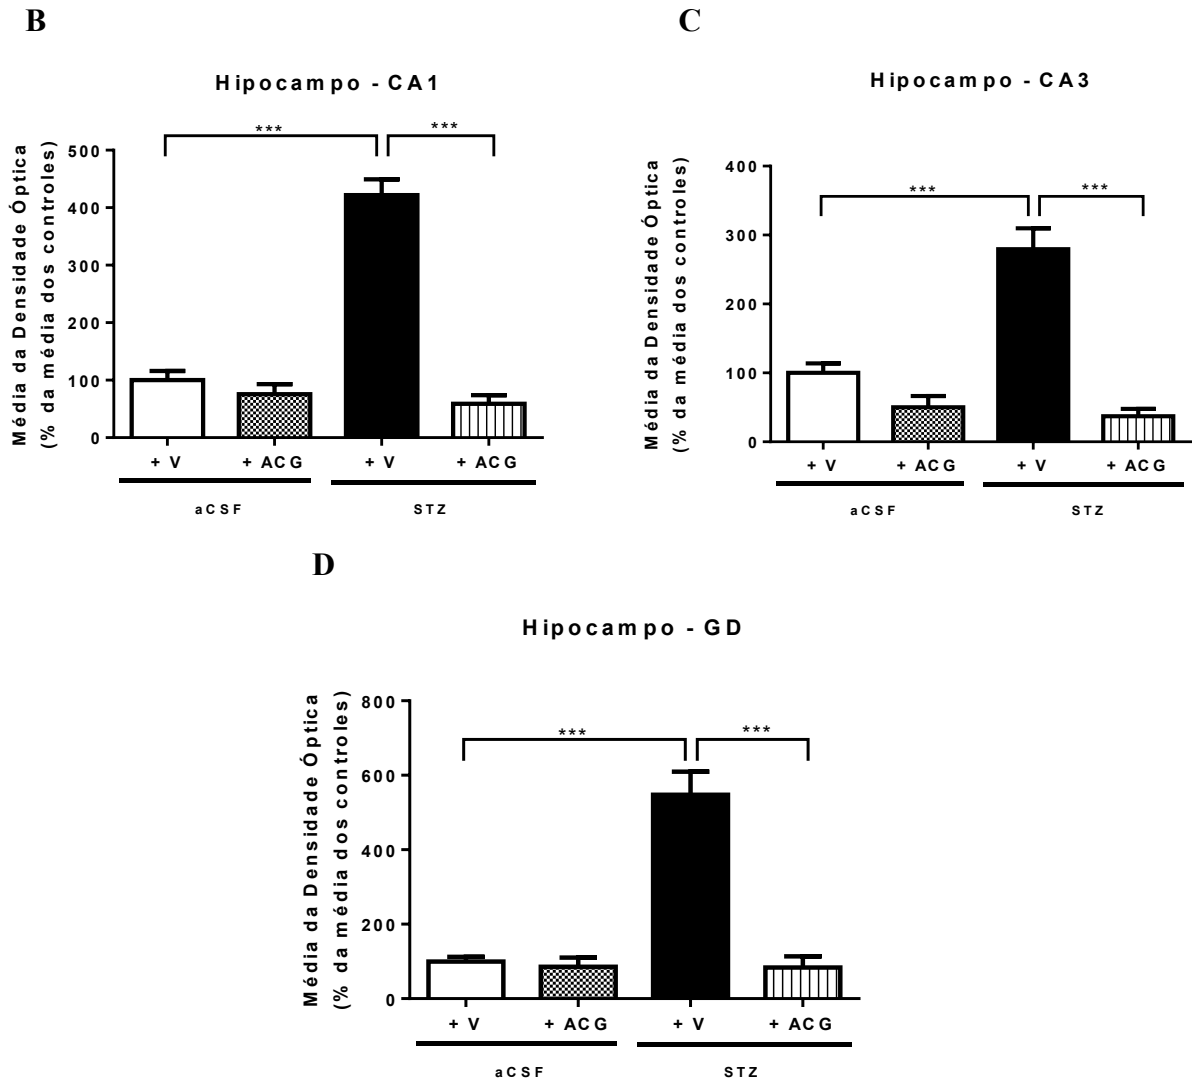 B
Hipocampo - CA1
Média da Densidade Óptica
(% da média dos controles)
500
400
300
200
100
0
***
***
+ V
+ ACG
+ V
+ ACG
aCSF
STZ
C
Hipocampo - CA3
Média da Densidade Óptica
(% da média dos controles)
400
300
200
100
0
***
***
+ V
+ ACG
+ V
+ ACG
aCSF
STZ
D
Hipocampo - GD
Média da Densidade Óptica
(% da média dos controles)
800
600
400
200
0
***
***
+ V
+ ACG
+ V
+ ACG
aCSF
STZ